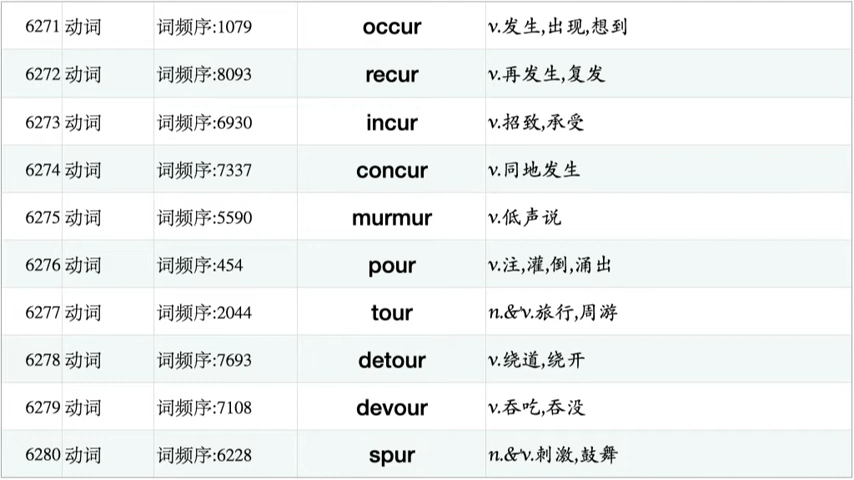 6271 动词 词频序:1079 occur v.发生,出现,想到
6272 动词 词频序:8093 recur v.再发生,复发
6273 动词 词频序:6930 incur v.招致,承受
6274 动词 词频序:7337 concur v.同地发生
6275 动词 词频序:5590 murmur v.低声说
6276 动词 词频序:454 pour v.注,灌,倒,涌出
6277 动词 词频序:2044 tour n.&v.旅行,周游
6278 动词 词频序:7693 detour v.绕道,绕开
6279 动词 词频序:7108 devour v.吞吃,吞没
6280 动词 词频序:6228 spur n.&v.刺激,鼓舞